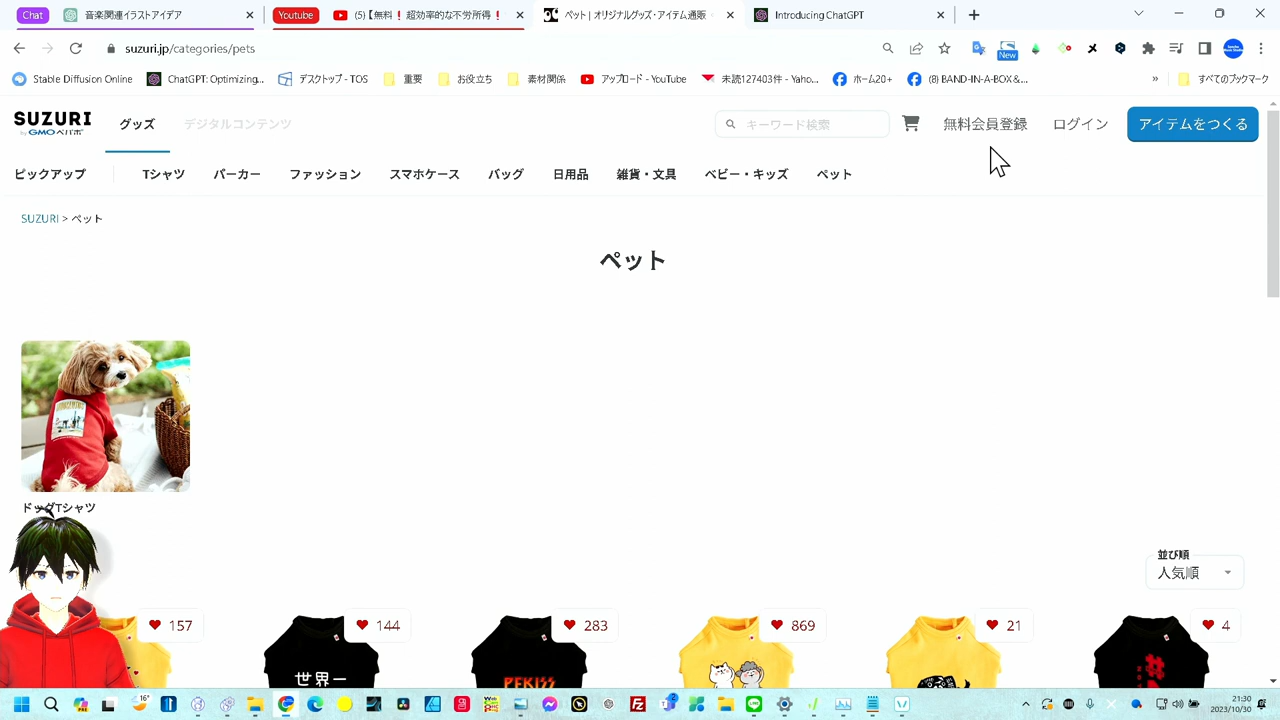 Chat
音楽関連イラストアイデア
Youtube
(5)【無料❗ 超効率的な不労所得❗
ペット | オリジナルグッズ・アイテム通販
Introducing ChatGPT
suzuri.jp/categories/pets
New
Stable Diffusion Online
ChatGPT: Optimizing...
デスクトップ - TOS
重要
お役立ち
素材関係
アップロード - YouTube
未読127403件 - Yaho...
ホーム20+
(8) BAND-IN-A-BOX &...
»
すべてのブックマーク
SUZURI
by GMOペパボ
グッズ
デジタルコンテンツ
キーワード検索
無料会員登録
ログイン
アイテムをつくる
ピックアップ
Tシャツ
パーカー
ファッション
スマホケース
バッグ
日用品
雑貨・文具
ベビー・キッズ
ペット
SUZURI > ペット
ペット
ドッグTシャツ
並び順
人気順
157
144
283
869
21
4
世界一
PEKISS
16°
21:30
2023/10/30